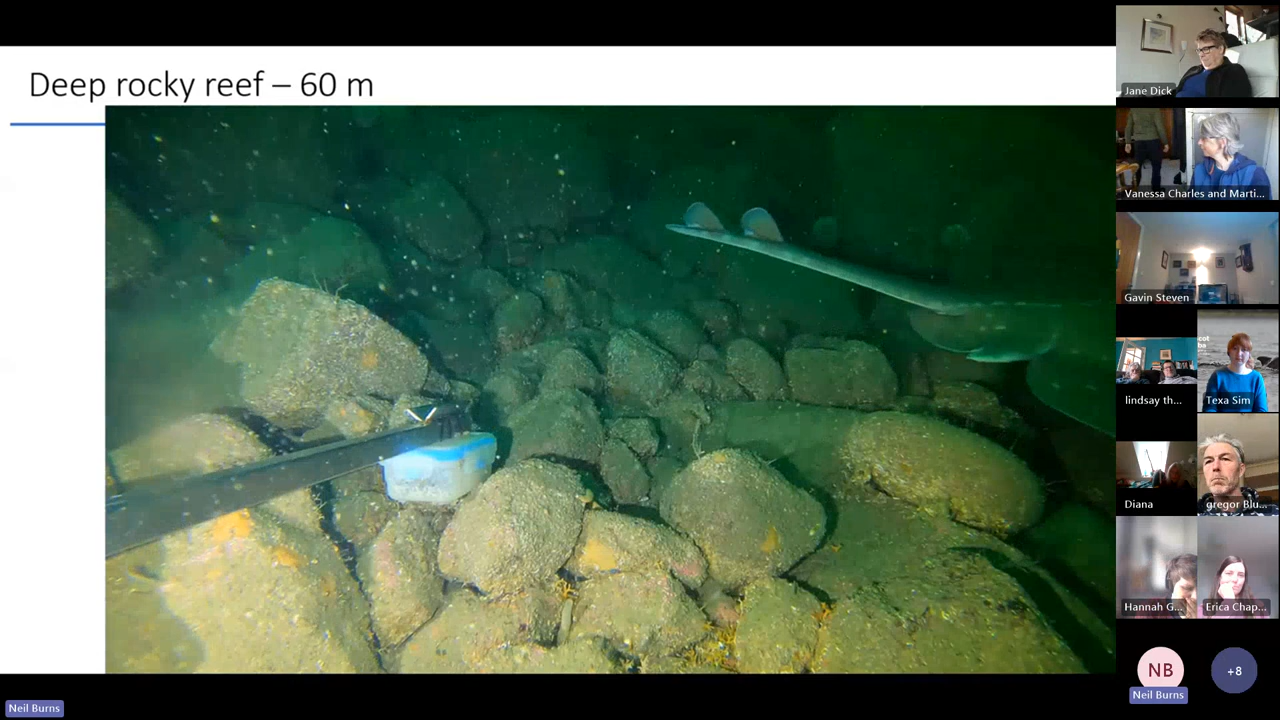 Deep rocky reef – 60 m
Jane Dick
Vanessa Charles and Marti...
Gavin Steven
lindsay th...
Texa Sim
Diana
gregor Blu...
Hannah G...
Erica Chap...
NB
+8
Neil Burns
Neil Burns